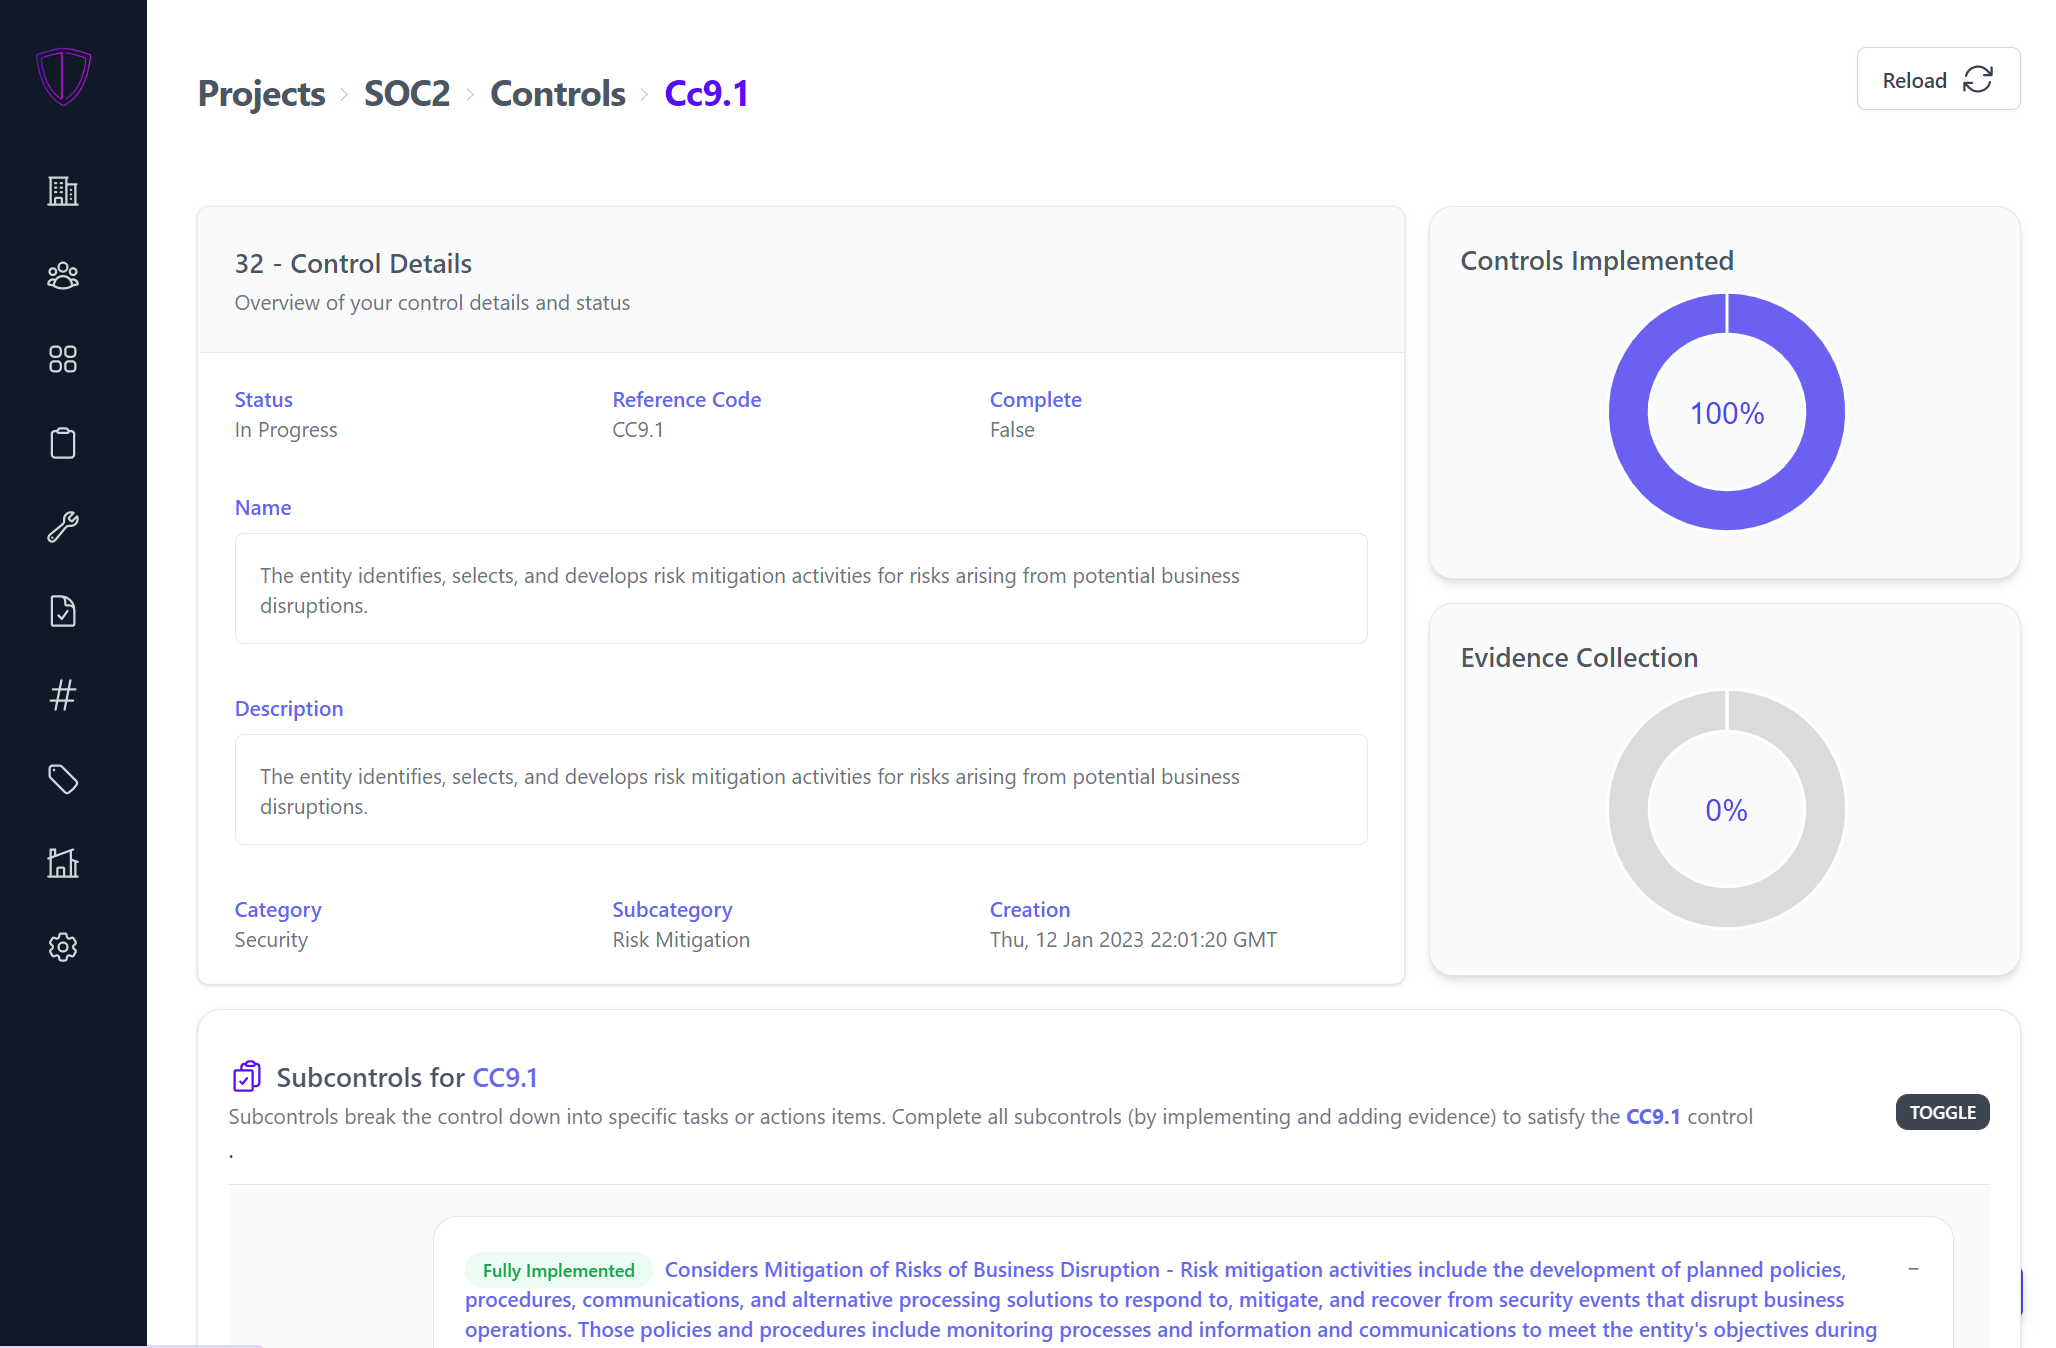 Projects > SOC2 > Controls > Cc9.1
Reload
32 - Control Details
Overview of your control details and status
Status
In Progress
Reference Code
CC9.1
Complete
False
Name
The entity identifies, selects, and develops risk mitigation activities for risks arising from potential business
disruptions.
Description
The entity identifies, selects, and develops risk mitigation activities for risks arising from potential business
disruptions.
Category
Security
Subcategory
Risk Mitigation
Creation
Thu, 12 Jan 2023 22:01:20 GMT
Controls Implemented
100%
Evidence Collection
0%
Subcontrols for CC9.1
Subcontrols break the control down into specific tasks or actions items. Complete all subcontrols (by implementing and adding evidence) to satisfy the CC9.1 control
.
TOGGLE
Fully Implemented Considers Mitigation of Risks of Business Disruption - Risk mitigation activities include the development of planned policies,
procedures, communications, and alternative processing solutions to respond to, mitigate, and recover from security events that disrupt business
operations. Those policies and procedures include monitoring processes and information and communications to meet the entity's objectives during